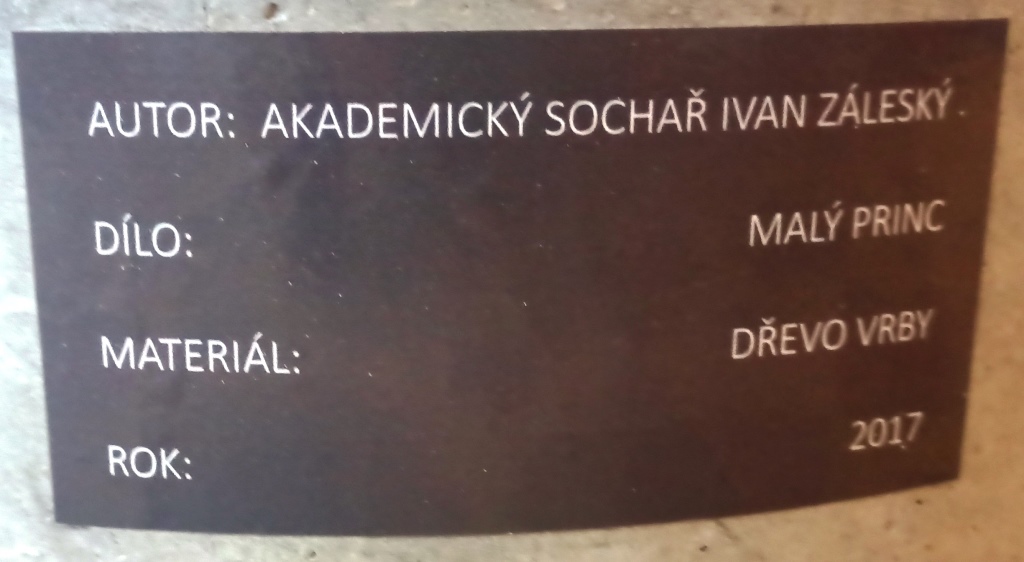 AUTOR: AKADEMICKÝ SOCHAŘ IVAN ZÁLESKÝ
DÍLO: MALÝ PRINC
MATERIÁL: DŘEVO VRBY
ROK: 2017